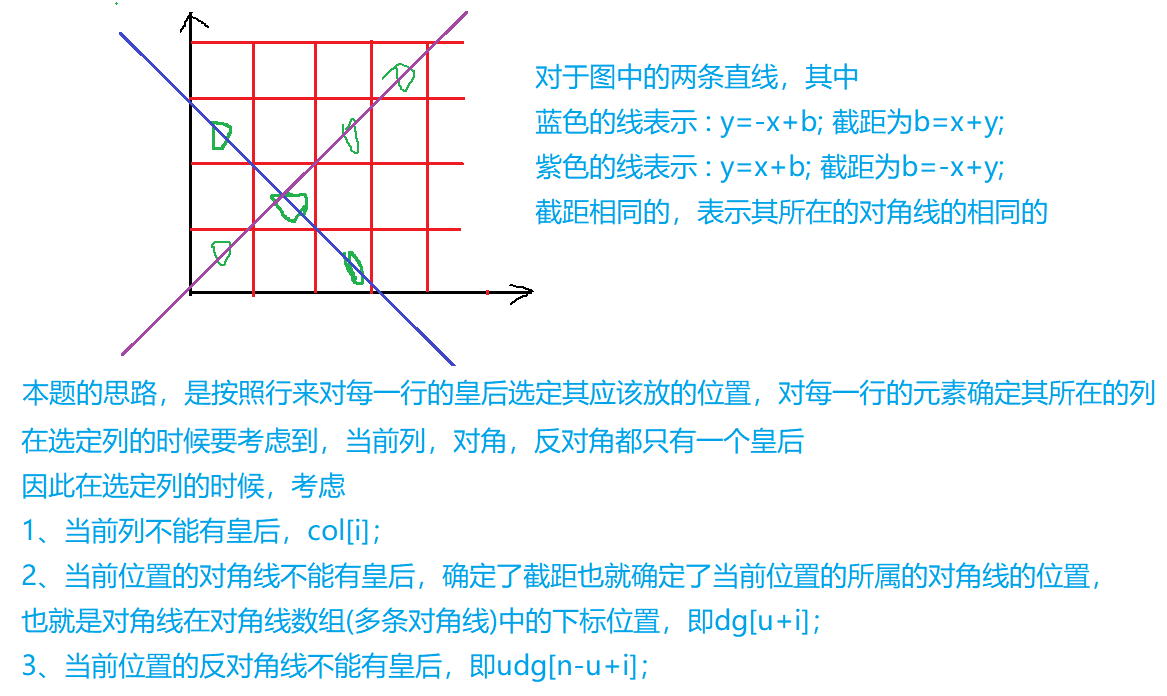 对于图中的两条直线，其中
蓝色的线表示 : y=-x+b; 截距为b=x+y;
紫色的线表示 : y=x+b; 截距为b=-x+y;
截距相同的，表示其所在的对角线的相同的
本题的思路，是按照行来对每一行的皇后选定其应该放的位置，对每一行的元素确定其所在的列
在选定列的时候要考虑到，当前列，对角，反对角都只有一个皇后
因此在选定列的时候，考虑
1、当前列不能有皇后，col[i]；
2、当前位置的对角线不能有皇后，确定了截距也就确定了当前位置的所属的对角线的位置，
也就是对角线在对角线数组(多条对角线)中的下标位置，即dg[u+i]；
3、当前位置的反对角线不能有皇后，即udg[n-u+i]；